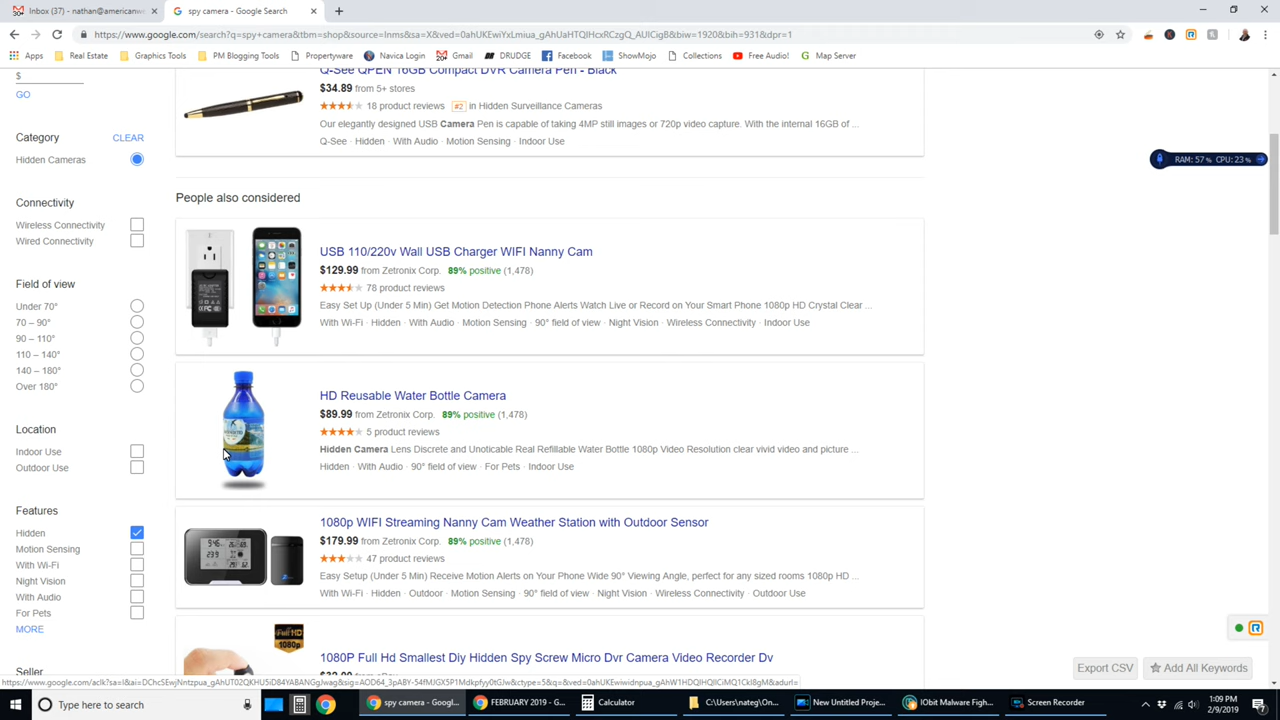 Inbox (37) - nathan@americanw
spy camera - Google Search
https://www.google.com/search?q=spy+camera&tbm=shop&source=lnms&sa=X&ved=0ahUKEwiYxLmiua_gAhUaHTQIHcxRCzgQ_AUICigB&biw=1920&bih=931&dpr=1
Apps
Real Estate
Graphics Tools
PM Blogging Tools
Propertyware
Navica Login
Gmail
DRUDGE
Facebook
ShowMojo
Collections
Free Audio!
Map Server
$
GO
Category
CLEAR
Hidden Cameras
Connectivity
Wireless Connectivity
Wired Connectivity
Field of view
Under 70°
70 – 90°
90 – 110°
110 – 140°
140 – 180°
Over 180°
Location
Indoor Use
Outdoor Use
Features
Hidden
Motion Sensing
With Wi-Fi
Night Vision
With Audio
For Pets
MORE
Seller
Q-See QPEN 16GB Compact DVR Camera Pen - Black
$34.89 from 5+ stores
18 product reviews #2 in Hidden Surveillance Cameras
Our elegantly designed USB Camera Pen is capable of taking 4MP still images or 720p video capture. With the internal 16GB of ...
Q-See · Hidden · With Audio · Motion Sensing · Indoor Use
People also considered
USB 110/220v Wall USB Charger WIFI Nanny Cam
$129.99 from Zetronix Corp. 89% positive (1,478)
78 product reviews
Easy Set Up (Under 5 Min) Get Motion Detection Phone Alerts Watch Live or Record on Your Smart Phone 1080p HD Crystal Clear ...
With Wi-Fi · Hidden · With Audio · Motion Sensing · 90° field of view · Night Vision · Wireless Connectivity · Indoor Use
HD Reusable Water Bottle Camera
$89.99 from Zetronix Corp. 89% positive (1,478)
5 product reviews
Hidden Camera Lens Discrete and Unoticable Real Refillable Water Bottle 1080p Video Resolution clear vivid video and picture ...
Hidden · With Audio · 90° field of view · For Pets · Indoor Use
1080p WIFI Streaming Nanny Cam Weather Station with Outdoor Sensor
$179.99 from Zetronix Corp. 89% positive (1,478)
47 product reviews
Easy Setup (Under 5 Min) Receive Motion Alerts on Your Phone Wide 90° Viewing Angle, perfect for any sized rooms 1080p HD ...
With Wi-Fi · Hidden · Outdoor · Motion Sensing · 90° field of view · Night Vision · Wireless Connectivity · Outdoor Use
Full HD
1080p
1080P Full Hd Smallest Diy Hidden Spy Screw Micro Dvr Camera Video Recorder Dv
RAM: 57 % CPU: 23 %
Export CSV
Add All Keywords
Type here to search
spy camera - Googl...
FEBRUARY 2019 - G...
Calculator
C:\Users\nateg\On...
New Untitled Proje...
IObit Malware Figh...
Screen Recorder
1:09 PM
2/9/2019